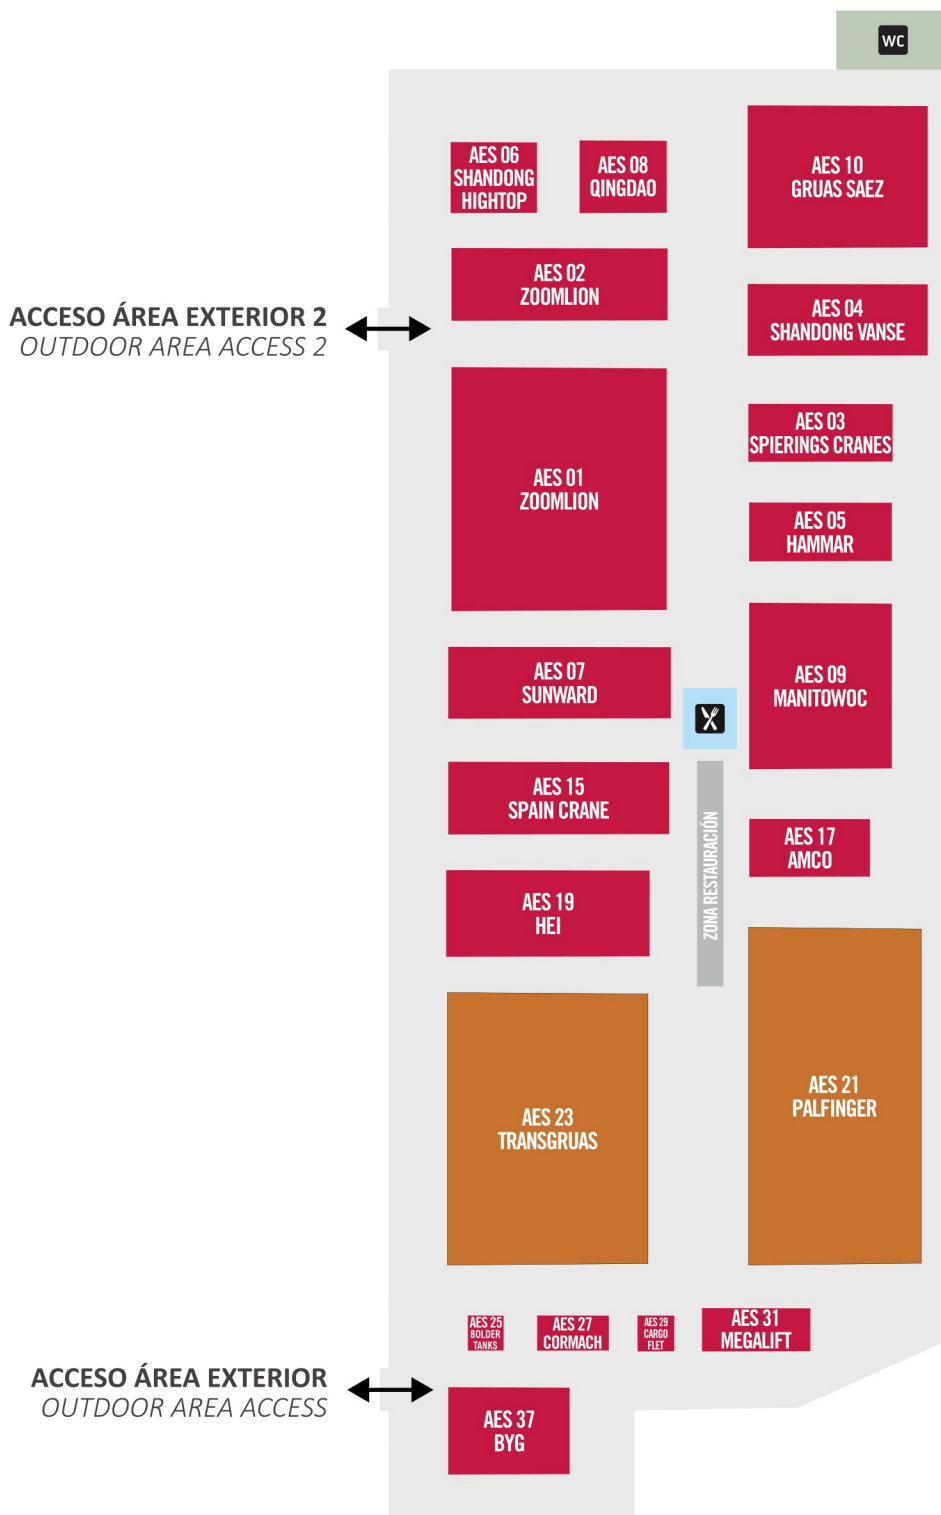 WC
AES 06
SHANDONG
HIGHTOP
AES 08
QINGDAO
AES 10
GRUAS SAEZ
AES 02
ZOOMLION
AES 04
SHANDONG VANSE
ACCESO ÁREA EXTERIOR 2
OUTDOOR AREA ACCESS 2
AES 03
SPIERINGS CRANES
AES 01
ZOOMLION
AES 05
HAMMAR
AES 07
SUNWARD
AES 09
MANITOWOC
AES 15
SPAIN CRANE
ZONA RESTAURACIÓN
AES 17
AMCO
AES 19
HEI
AES 23
TRANSGRUAS
AES 21
PALFINGER
AES 25
BOLDER
TANKS
AES 27
CORMACH
AES 29
CARGO
FLET
AES 31
MEGALIFT
ACCESO ÁREA EXTERIOR
OUTDOOR AREA ACCESS
AES 37
BYG